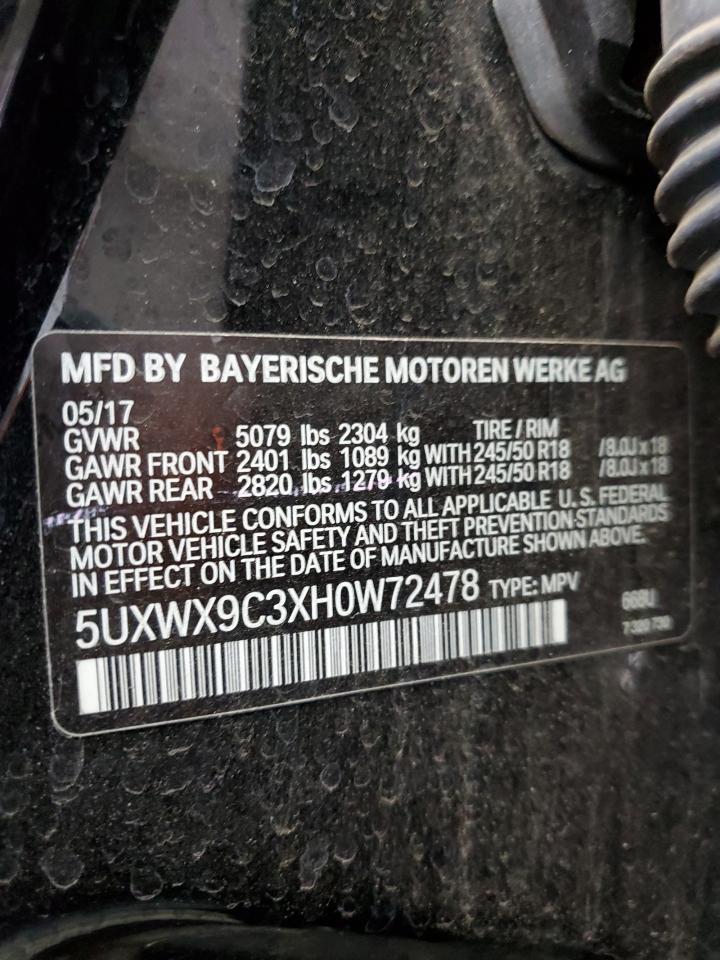 MFD BY BAYERISCHE MOTOREN WERKE AG
05/17 TIRE / RIM
GVWR 5079 lbs 2304 kg
GAWR FRONT 2401 lbs 1089 kg WITH 245/50 R18 /8.0J x 18
GAWR REAR 2820 lbs 1279 kg WITH 245/50 R18 /8.0J x 18
THIS VEHICLE CONFORMS TO ALL APPLICABLE U.S. FEDERAL
MOTOR VEHICLE SAFETY AND THEFT PREVENTION STANDARDS
IN EFFECT ON THE DATE OF MANUFACTURE SHOWN ABOVE.
5UXWX9C3XH0W72478 TYPE: MPV 668U